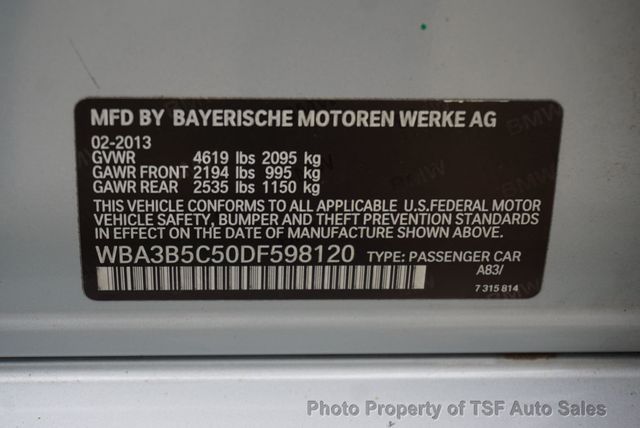 MFD BY BAYERISCHE MOTOREN WERKE AG
02-2013
GVWR 4619 lbs 2095 kg
GAWR FRONT 2194 lbs 995 kg
GAWR REAR 2535 lbs 1150 kg
THIS VEHICLE CONFORMS TO ALL APPLICABLE U.S.FEDERAL MOTOR
VEHICLE SAFETY, BUMPER AND THEFT PREVENTION STANDARDS
IN EFFECT ON THE DATE OF MANUFACTURE SHOWN ABOVE.
WBA3B5C50DF598120 TYPE: PASSENGER CAR
A83/
7 315 814
Photo Property of TSF Auto Sales